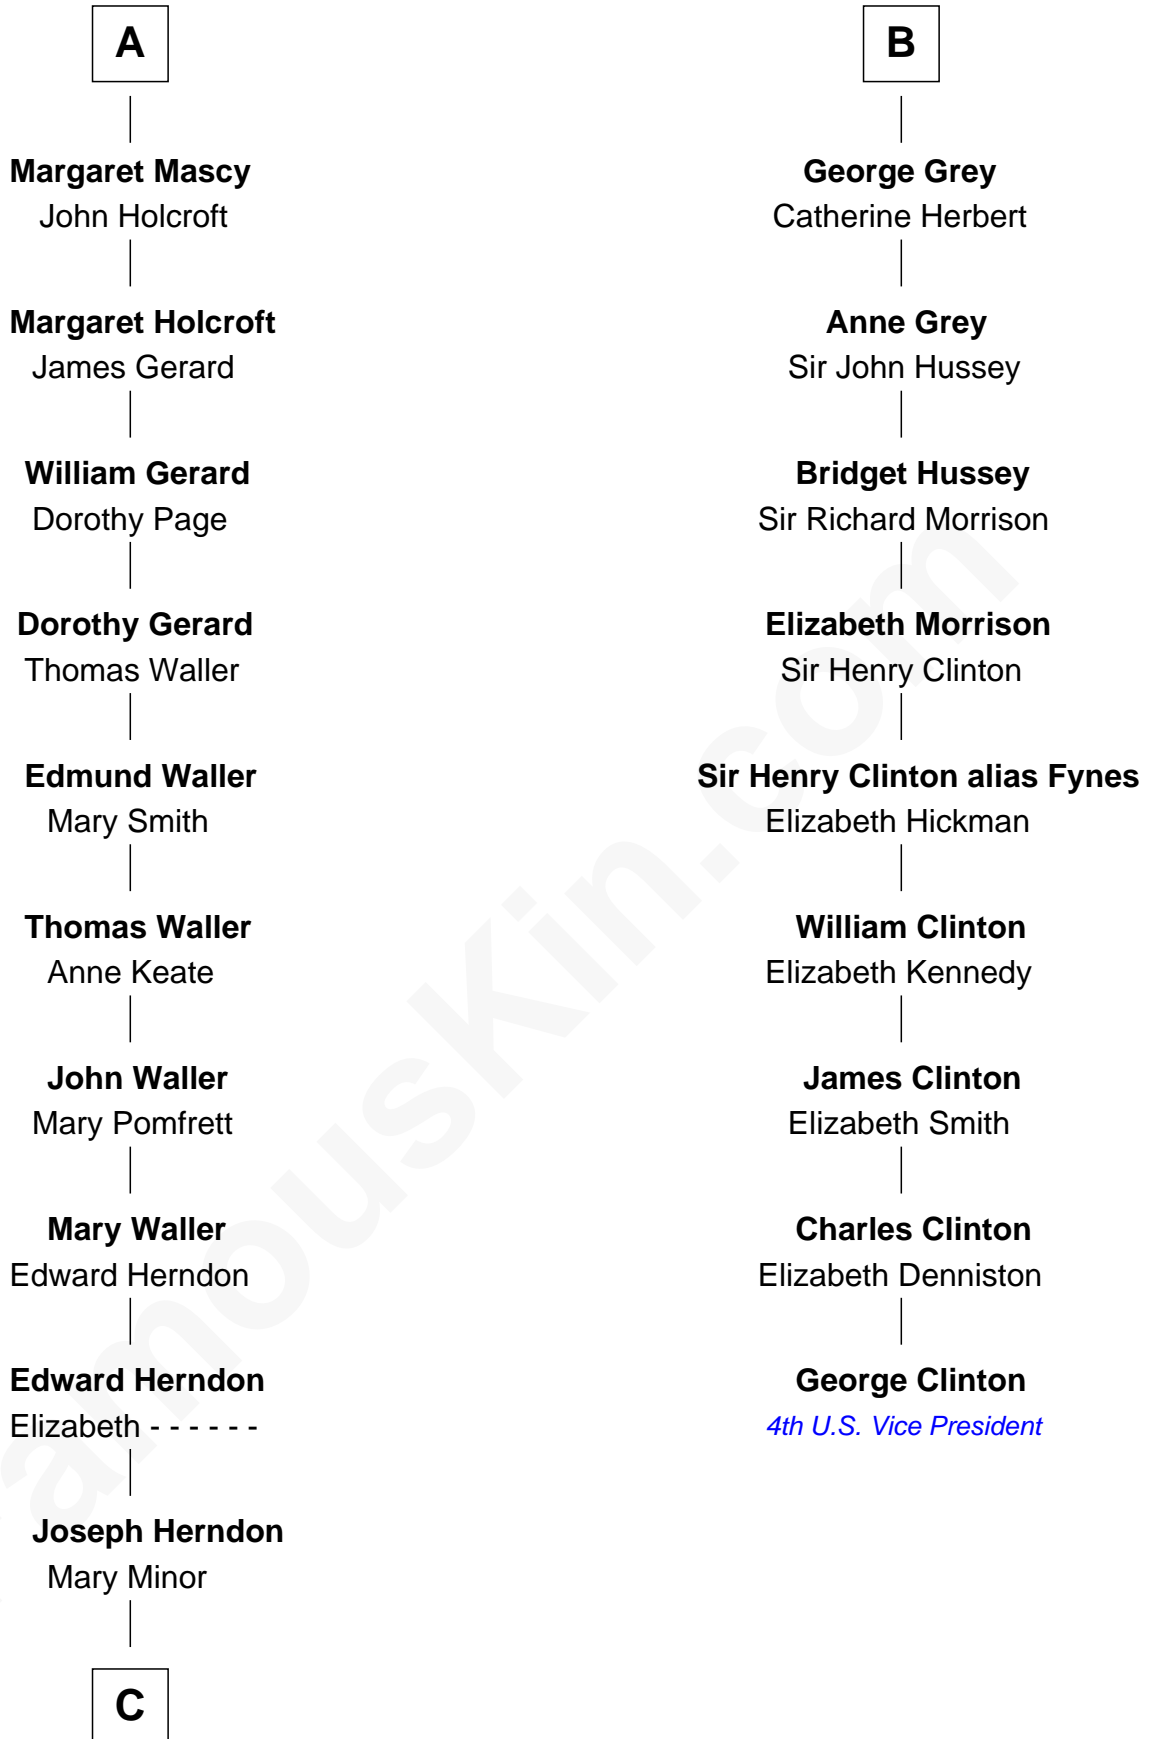 A
Margaret Mascy
John Holcroft
Margaret Holcroft
James Gerard
William Gerard
Dorothy Page
Dorothy Gerard
Thomas Waller
Edmund Waller
Mary Smith
Thomas Waller
Anne Keate
John Waller
Mary Pomfrett
Mary Waller
Edward Herndon
Edward Herndon
Elizabeth - - - - - -
Joseph Herndon
Mary Minor
C
B
George Grey
Catherine Herbert
Anne Grey
Sir John Hussey
Bridget Hussey
Sir Richard Morrison
Elizabeth Morrison
Sir Henry Clinton
Sir Henry Clinton alias Fynes
Elizabeth Hickman
William Clinton
Elizabeth Kennedy
James Clinton
Elizabeth Smith
Charles Clinton
Elizabeth Denniston
George Clinton
4th U.S. Vice President
amouskin.com